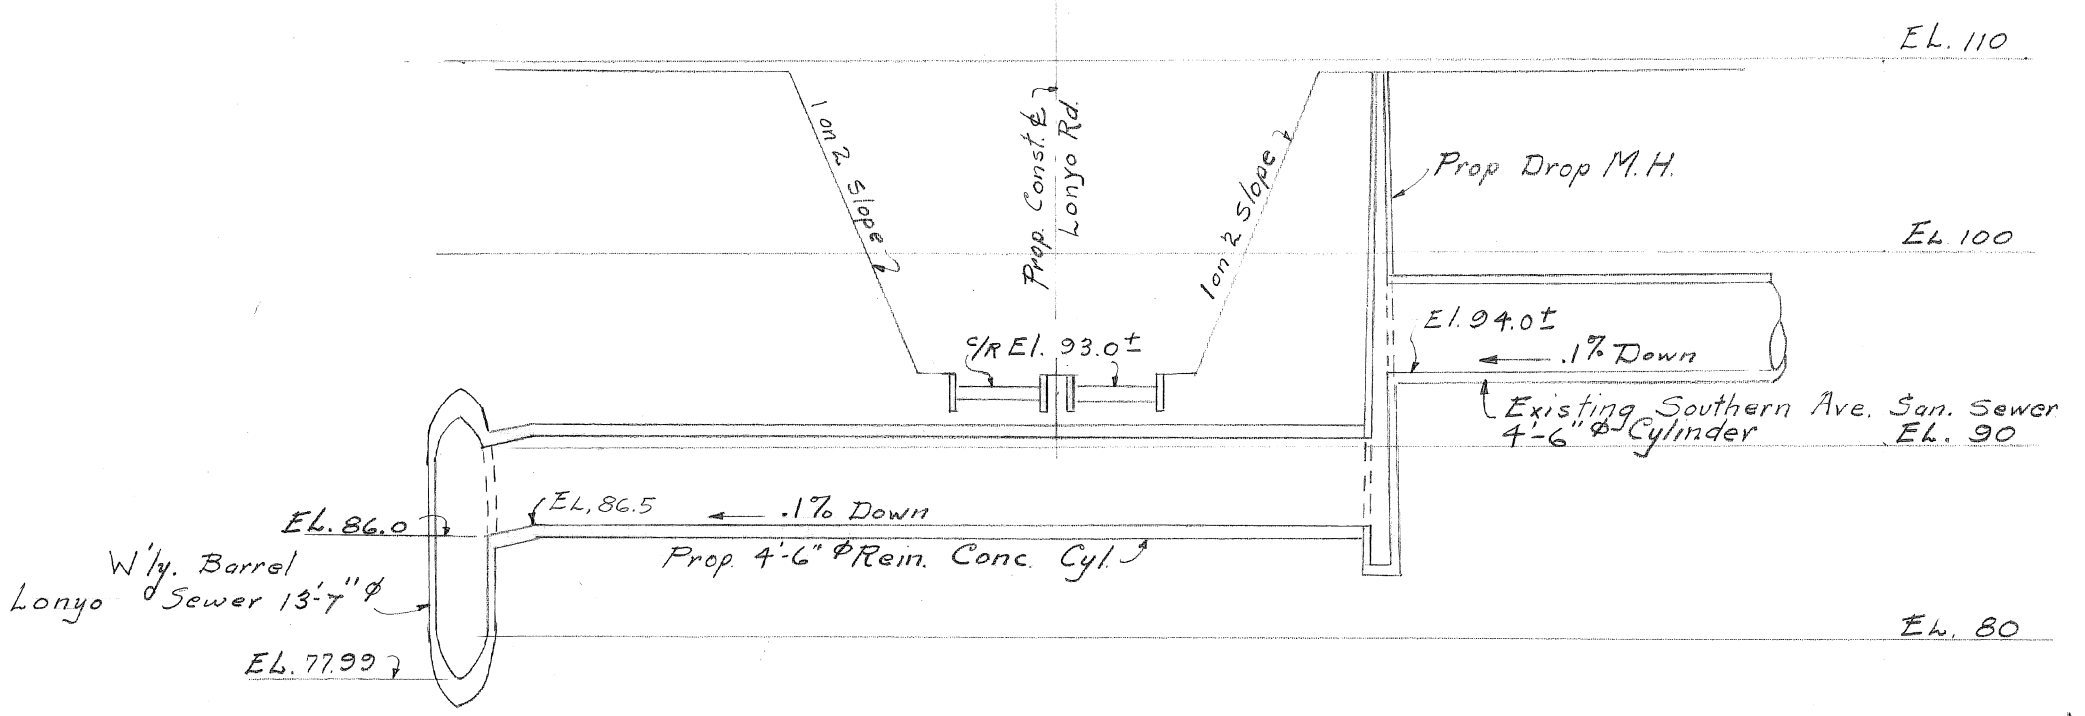 EL. 110
1 on 2 slope
Prop. Const. ℄
Lonyo Rd.
1 on 2 slope
Prop Drop M.H.
EL 100
El. 94.0±
.1% Down
c/R El. 93.0±
Existing Southern Ave. San. Sewer
4'-6" φ Cylinder
EL. 90
EL. 86.5
.1% Down
EL. 86.0
Prop. 4'-6" φ Rein. Conc. Cyl.
W'ly. Barrel
Lonyo Sewer 13'-7" φ
EL. 80
EL. 77.99